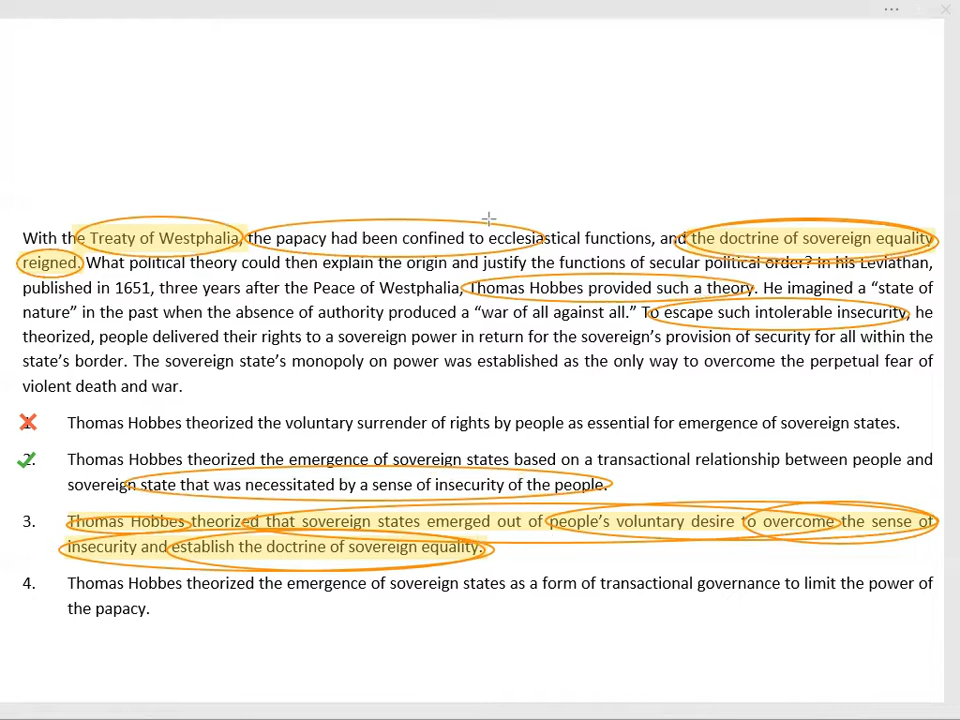 With the Treaty of Westphalia, the papacy had been confined to ecclesiastical functions, and the doctrine of sovereign equality
reigned. What political theory could then explain the origin and justify the functions of secular political order? In his Leviathan,
published in 1651, three years after the Peace of Westphalia, Thomas Hobbes provided such a theory. He imagined a “state of
nature” in the past when the absence of authority produced a “war of all against all.” To escape such intolerable insecurity, he
theorized, people delivered their rights to a sovereign power in return for the sovereign’s provision of security for all within the
state’s border. The sovereign state’s monopoly on power was established as the only way to overcome the perpetual fear of
violent death and war.
1. Thomas Hobbes theorized the voluntary surrender of rights by people as essential for emergence of sovereign states.
2. Thomas Hobbes theorized the emergence of sovereign states based on a transactional relationship between people and
sovereign state that was necessitated by a sense of insecurity of the people.
3. Thomas Hobbes theorized that sovereign states emerged out of people’s voluntary desire to overcome the sense of
insecurity and establish the doctrine of sovereign equality.
4. Thomas Hobbes theorized the emergence of sovereign states as a form of transactional governance to limit the power of
the papacy.